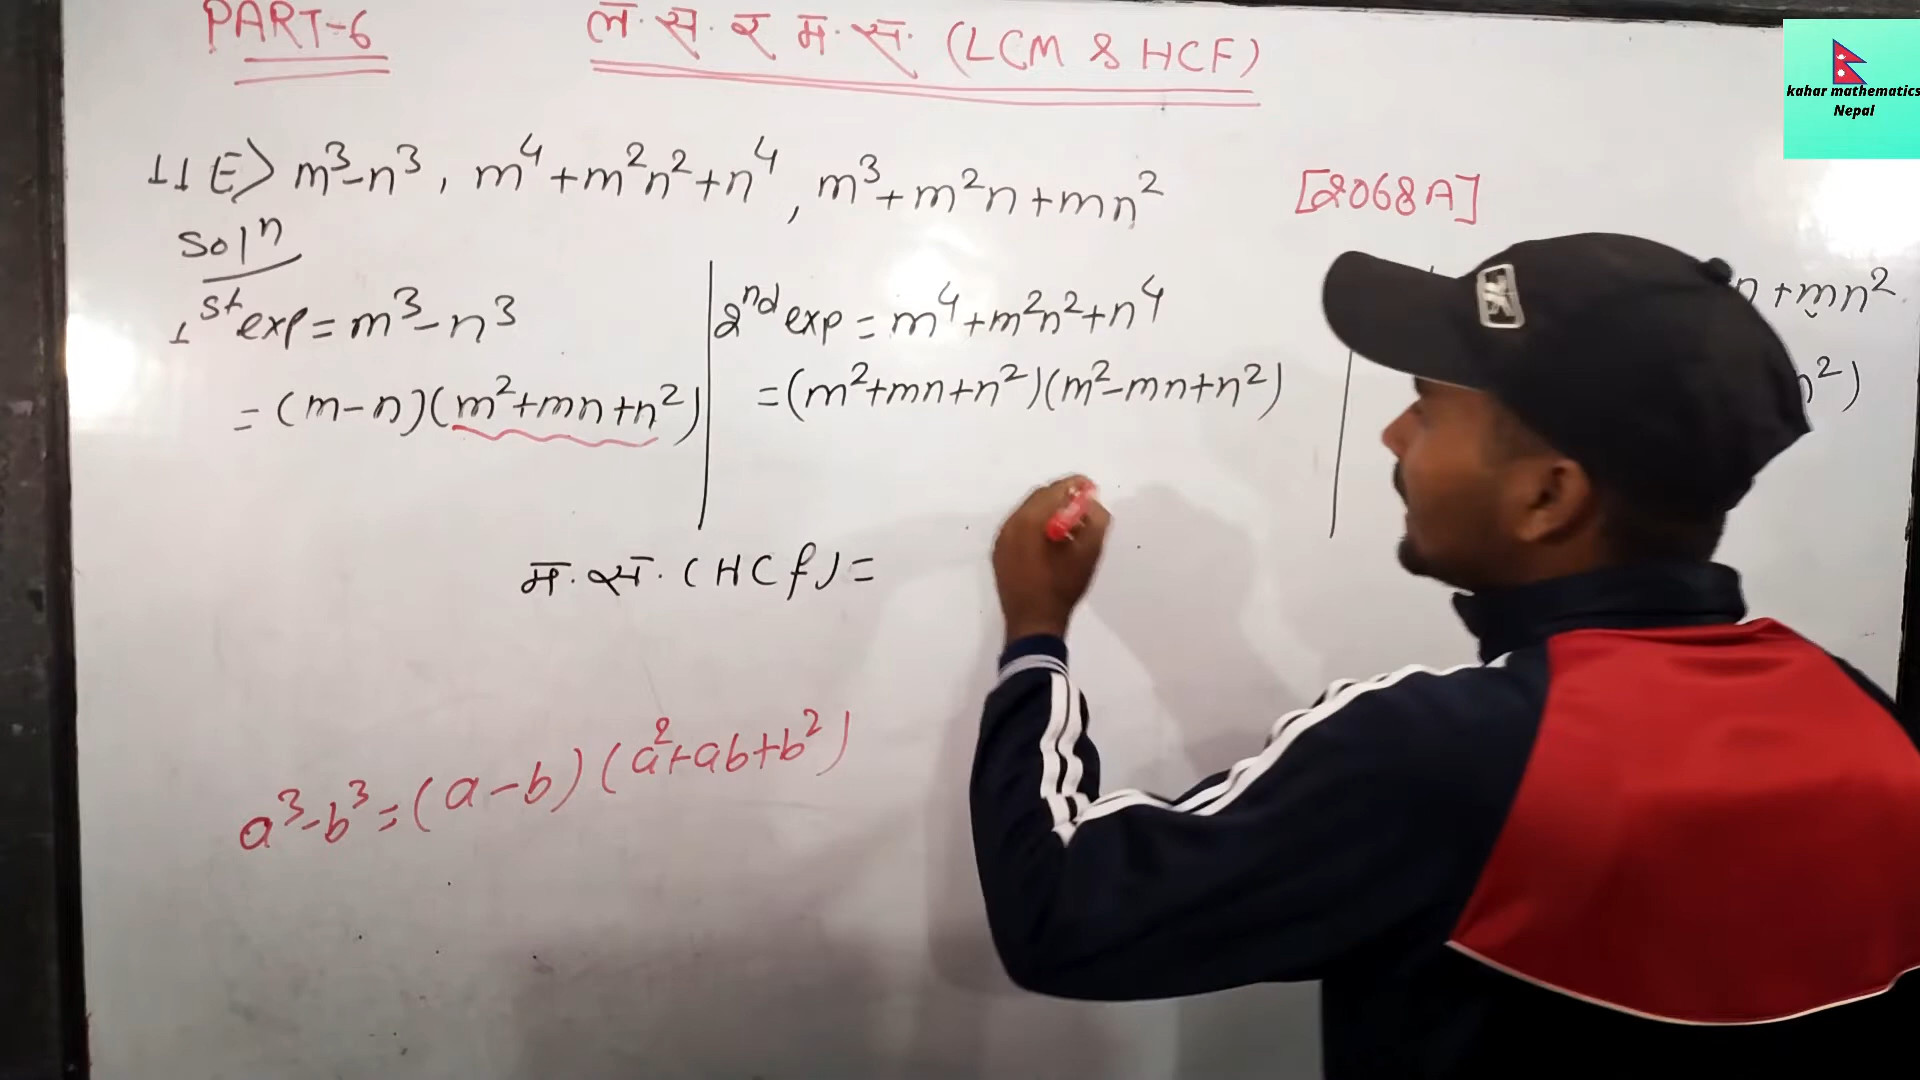 PART-6
ल.स. र म.स. (LCM & HCF)
kahar mathematics
Nepal
11 E> m³-n³, m⁴+m²n²+n⁴, m³+m²n+mn²
[2068A]
Solⁿ
1ˢᵗ exp = m³-n³
= (m-n)(m²+mn+n²)
2ⁿᵈ exp = m⁴+m²n²+n⁴
= (m²+mn+n²)(m²-mn+n²)
n+mn²
n²)
म.स. (HCf) =
a³-b³ = (a-b)(a²+ab+b²)